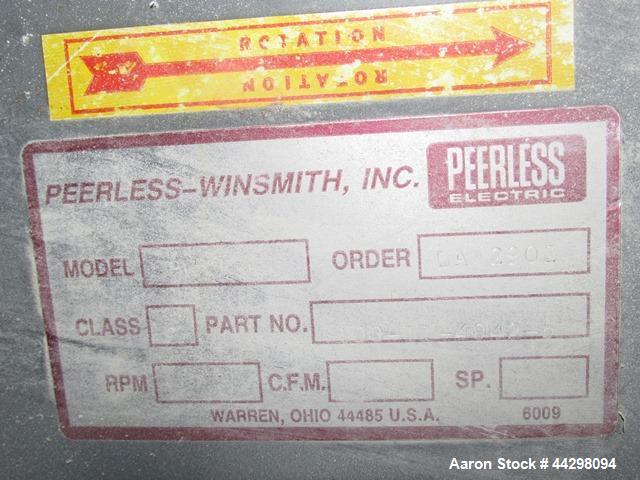 ROTATION
ROTATION
PEERLESS-WINSMITH, INC.
PEERLESS
ELECTRIC
MODEL
ORDER
CLASS
PART NO.
RPM
C.F.M.
SP.
WARREN, OHIO 44485 U.S.A.
6009
Aaron Stock # 44298094